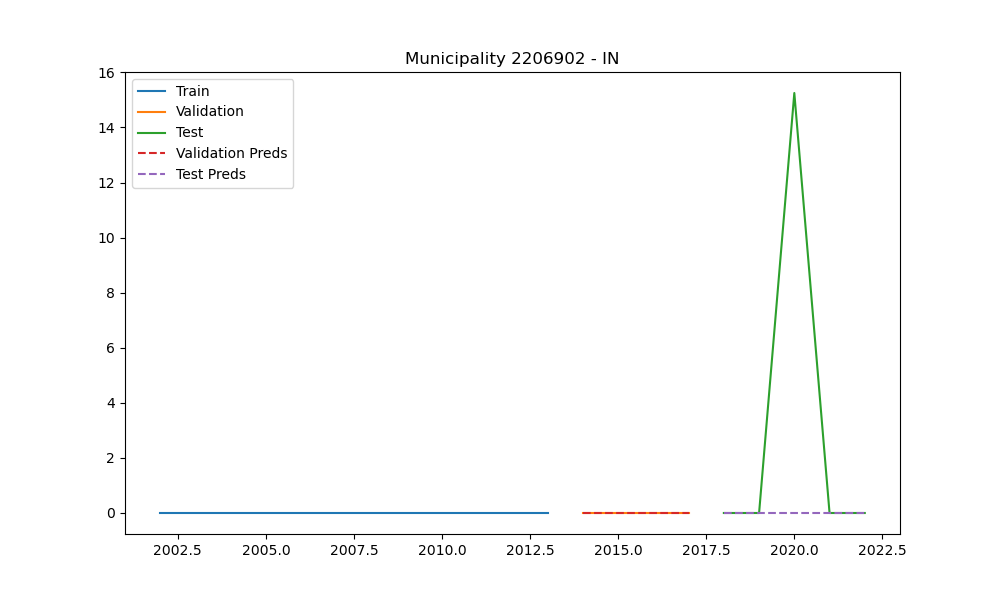 Municipality 2206902 - IN
16
14
12
10
8
6
4
2
0
Train
Validation
Test
Validation Preds
Test Preds
2002.5 2005.0 2007.5 2010.0 2012.5 2015.0 2017.5 2020.0 2022.5